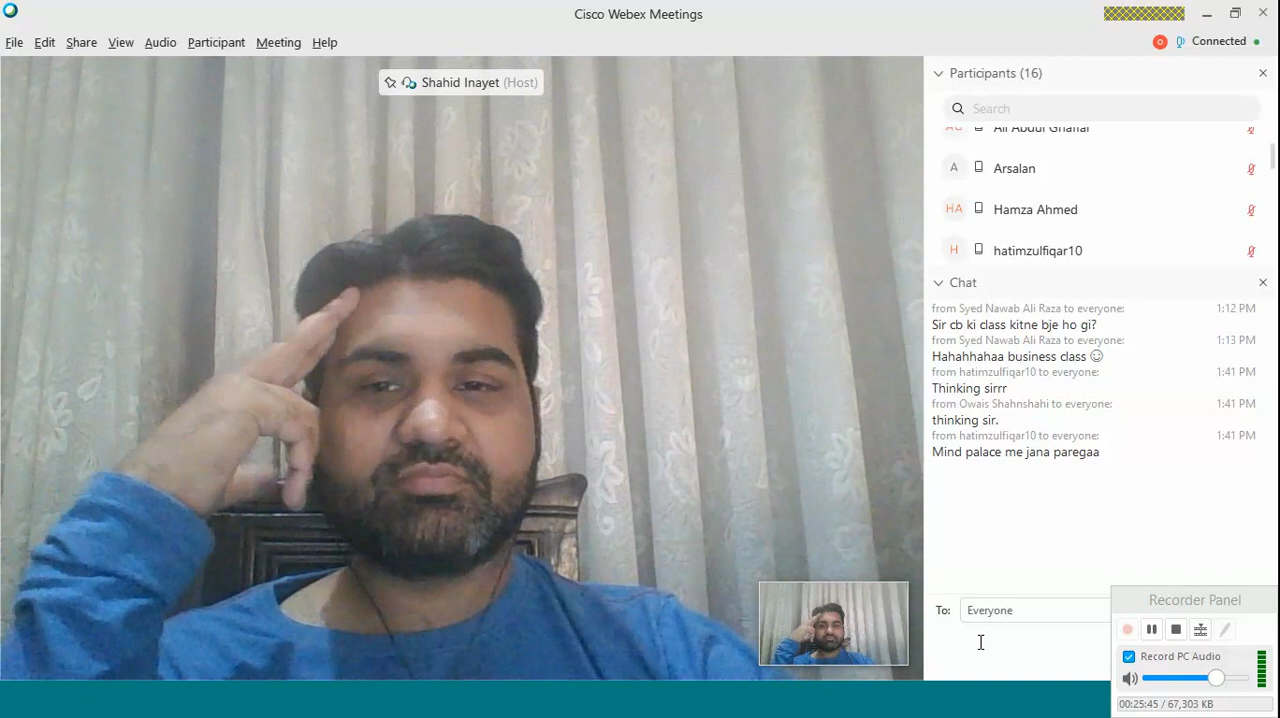 Cisco Webex Meetings
File Edit Share View Audio Participant Meeting Help
Connected
Shahid Inayet (Host)
Participants (16)
Search
AG Ali Abdul Ghaffar
A Arsalan
HA Hamza Ahmed
H hatimzulfiqar10
Chat
from Syed Nawab Ali Raza to everyone: 1:12 PM
Sir cb ki class kitne bje ho gi?
from Syed Nawab Ali Raza to everyone: 1:13 PM
Hahahhahaa business class ☺
from hatimzulfiqar10 to everyone: 1:41 PM
Thinking sirrr
from Owais Shahnshahi to everyone: 1:41 PM
thinking sir.
from hatimzulfiqar10 to everyone: 1:41 PM
Mind palace me jana paregaa
To: Everyone
Recorder Panel
Record PC Audio
00:25:45 / 67,303 KB